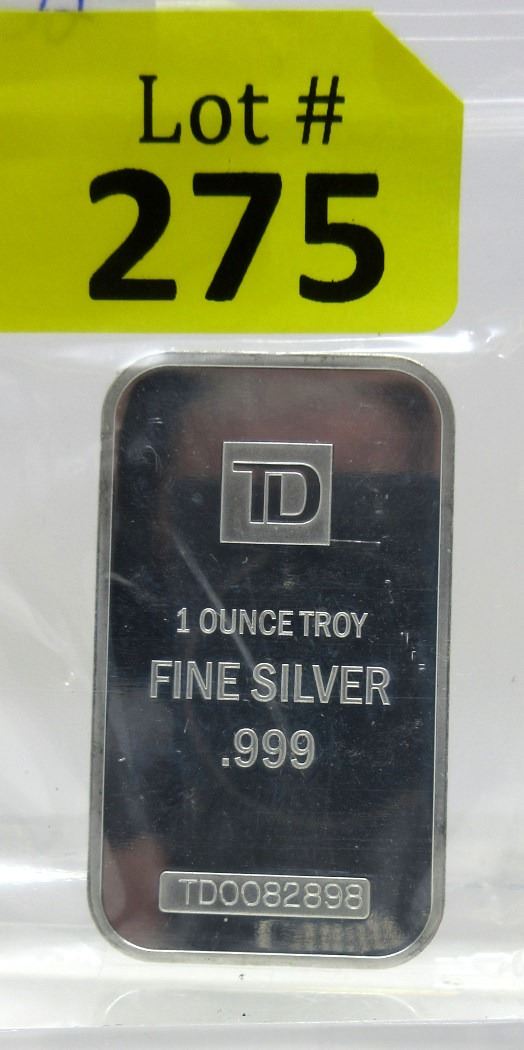 Lot #
275
TD
1 OUNCE TROY
FINE SILVER
.999
TD0082898